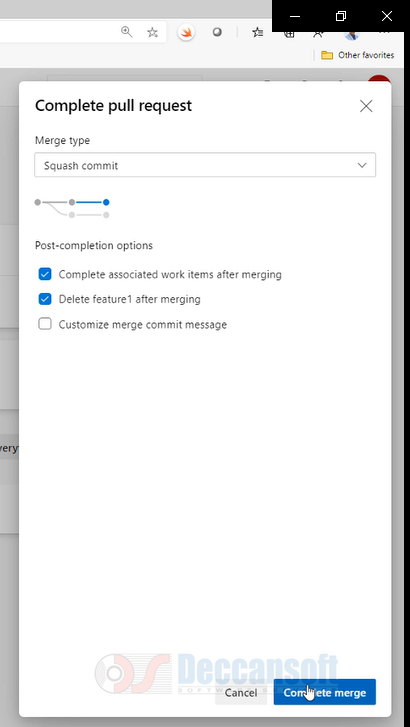 Other favorites
Complete pull request
Merge type
Squash commit
Post-completion options
Complete associated work items after merging
Delete feature1 after merging
Customize merge commit message
Deccansoft
Cancel
Complete merge